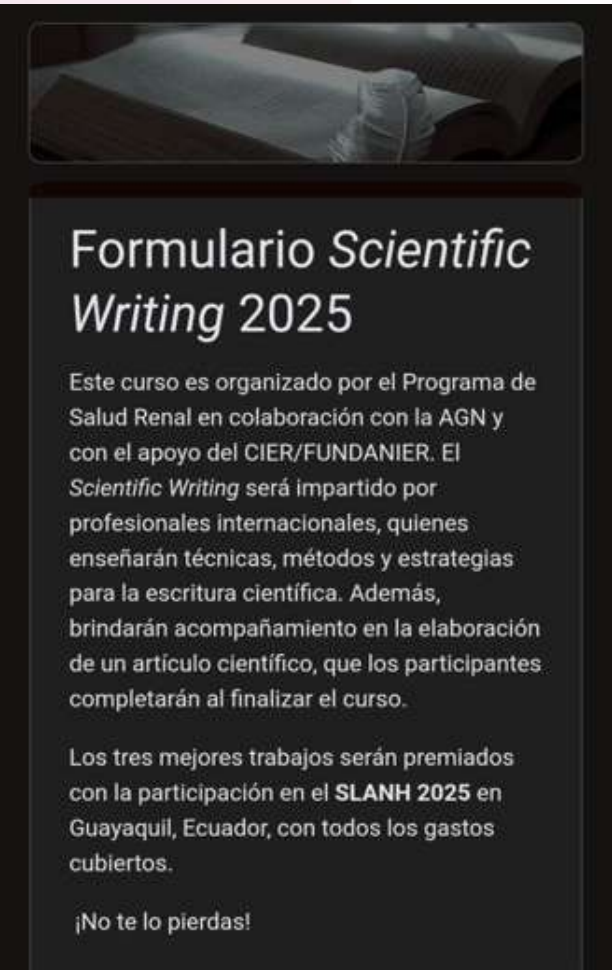 Formulario Scientific
Writing 2025
Este curso es organizado por el Programa de
Salud Renal en colaboración con la AGN y
con el apoyo del CIER/FUNDANIER. El
Scientific Writing será impartido por
profesionales internacionales, quienes
enseñarán técnicas, métodos y estrategias
para la escritura científica. Además,
brindarán acompañamiento en la elaboración
de un artículo científico, que los participantes
completarán al finalizar el curso.
Los tres mejores trabajos serán premiados
con la participación en el SLANH 2025 en
Guayaquil, Ecuador, con todos los gastos
cubiertos.
¡No te lo pierdas!